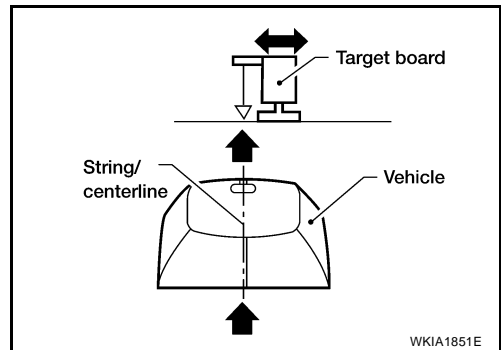 Target board
String/
centerline
Vehicle
WKIA1851E